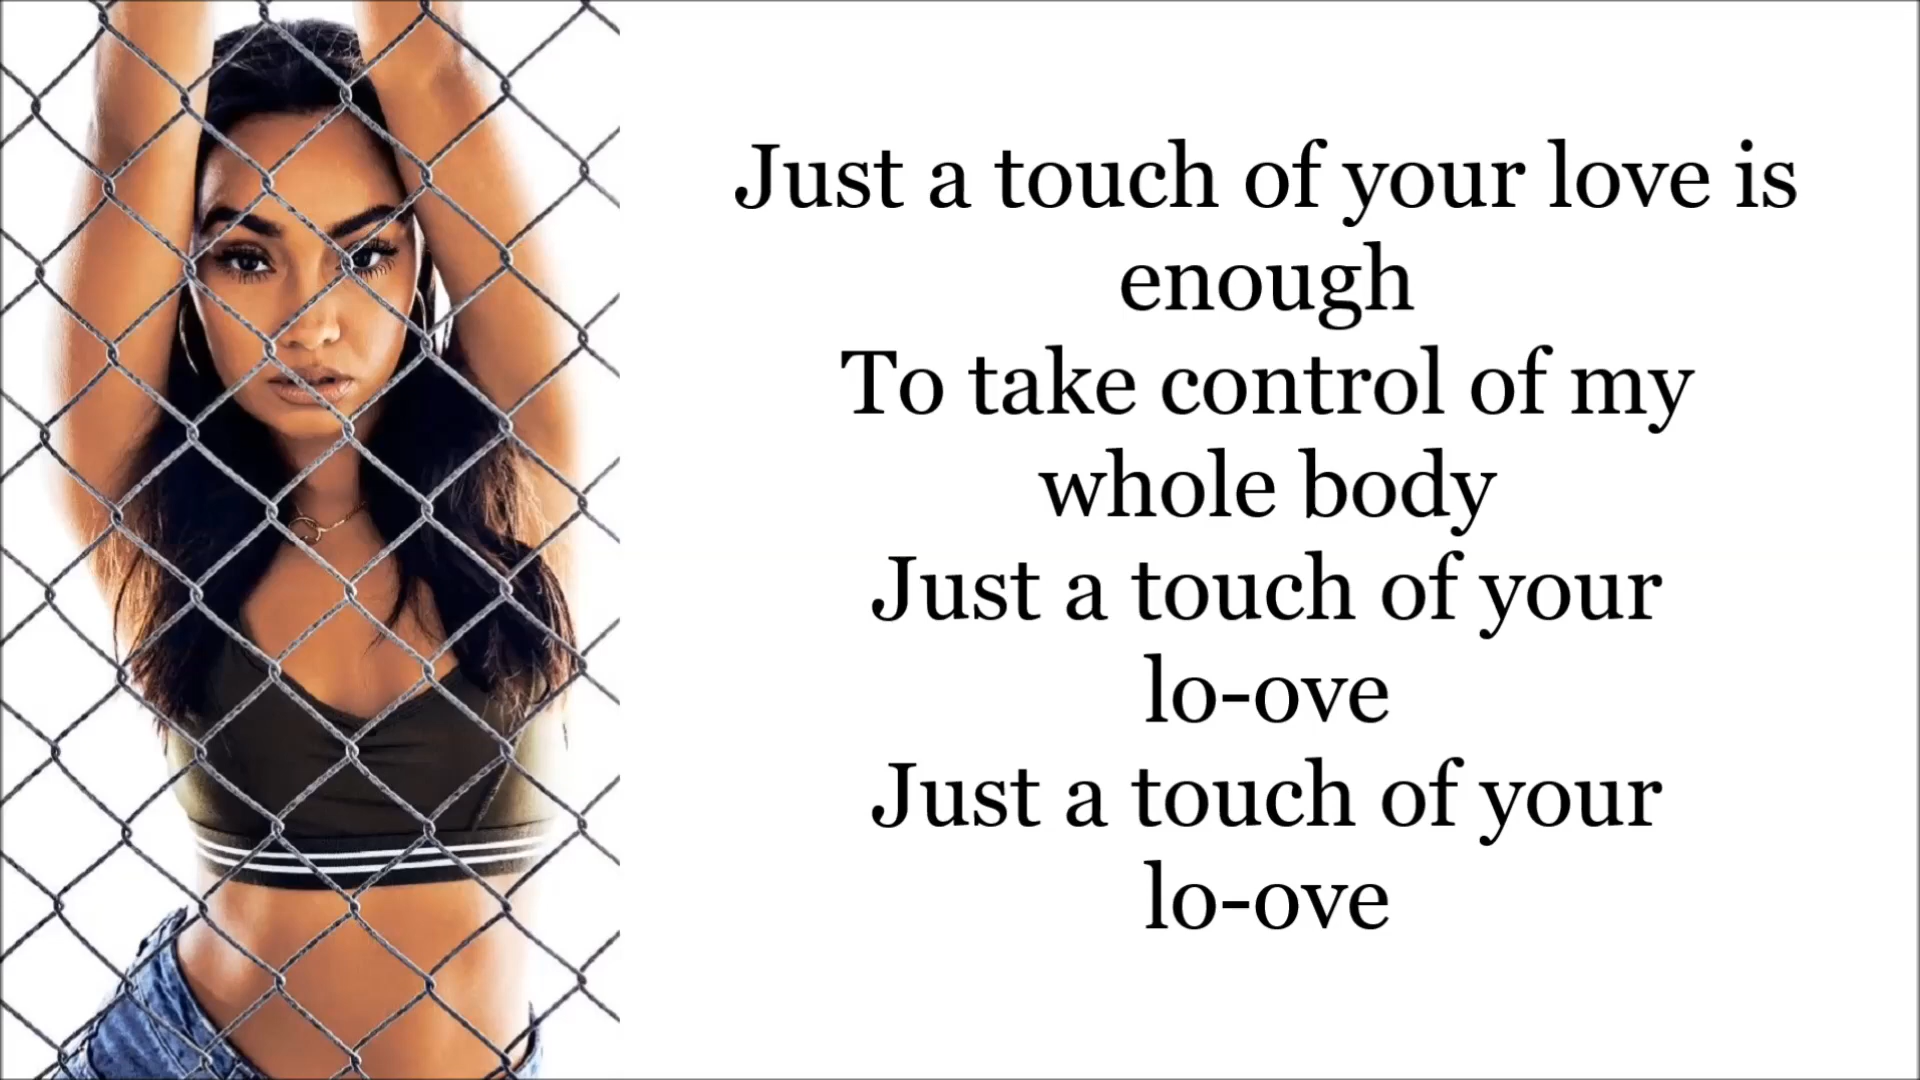 Just a touch of your love is
enough
To take control of my
whole body
Just a touch of your
lo-ove
Just a touch of your
lo-ove